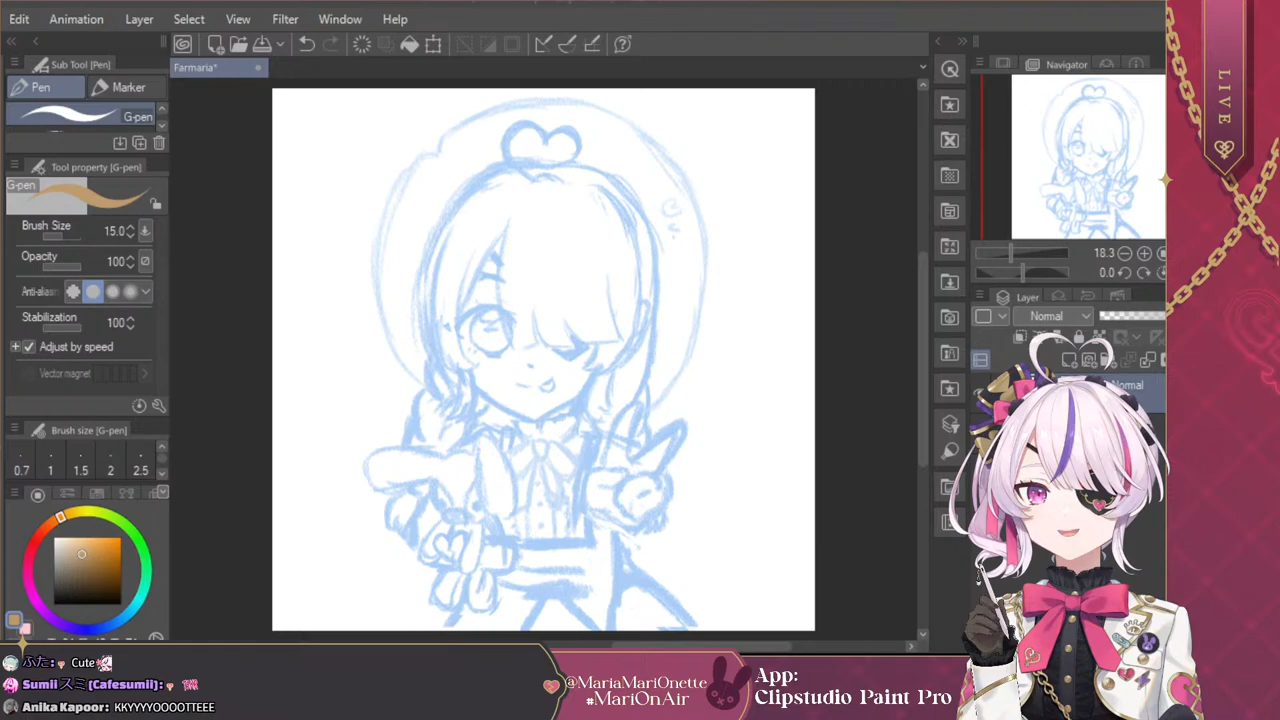 Edit Animation Layer Select View Filter Window Help
Sub Tool [Pen]
Farmaria*
Navigator
Pen Marker
G-pen
Tool property [G-pen]
G-pen
Brush Size 15.0
Opacity 100
Anti-alias
Stabilization 100
Adjust by speed
Vector magnet
Brush size [G-pen]
0.7 1 1.5 2 2.5
18.3
0.0
Layer
Normal
Normal
LIVE
ふた: Cute
Sumiiスミ [Cafesumii]:
Anika Kapoor: KKYYYYOOOOTTEEE
@MariaMariOnette
#MariOnAir
App:
Clipstudio Paint Pro